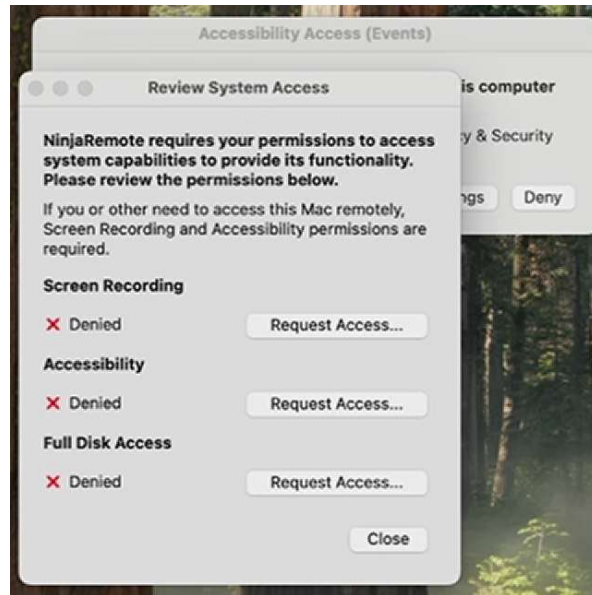 Accessibility Access (Events)
Review System Access
is computer
NinjaRemote requires your permissions to access
system capabilities to provide its functionality.
Please review the permissions below.
y & Security
If you or other need to access this Mac remotely,
Screen Recording and Accessibility permissions are
required.
ngs
Deny
Screen Recording
Denied
Request Access...
Accessibility
Denied
Request Access...
Full Disk Access
Denied
Request Access...
Close